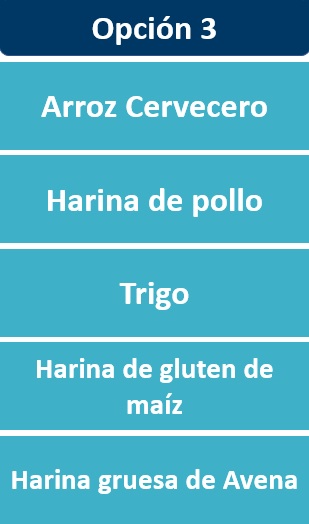 Opción 3
Arroz Cervecero
Harina de pollo
Trigo
Harina de gluten de
maíz
Harina gruesa de Avena